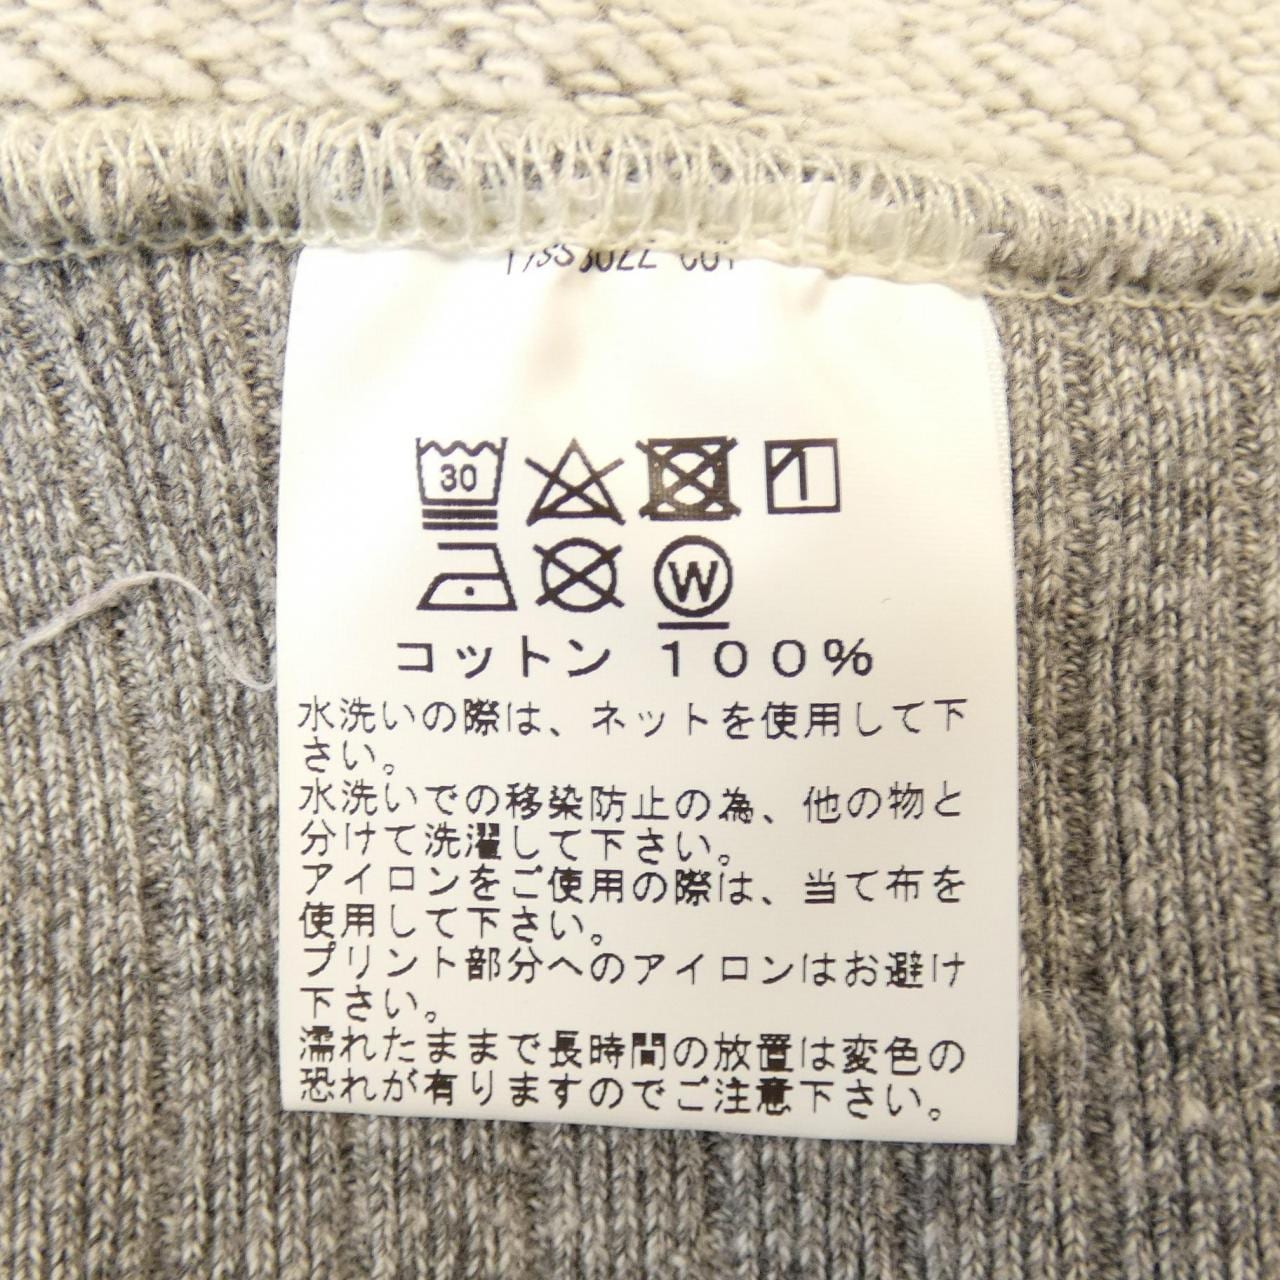 30
W
コットン 100%
水洗いの際は、ネットを使用して下
さい。
水洗いでの移染防止の為、他の物と
分けて洗濯して下さい。
アイロンをご使用の際は、当て布を
使用して下さい。
プリント部分へのアイロンはお避け
下さい。
濡れたままで長時間の放置は変色の
恐れが有りますのでご注意下さい。